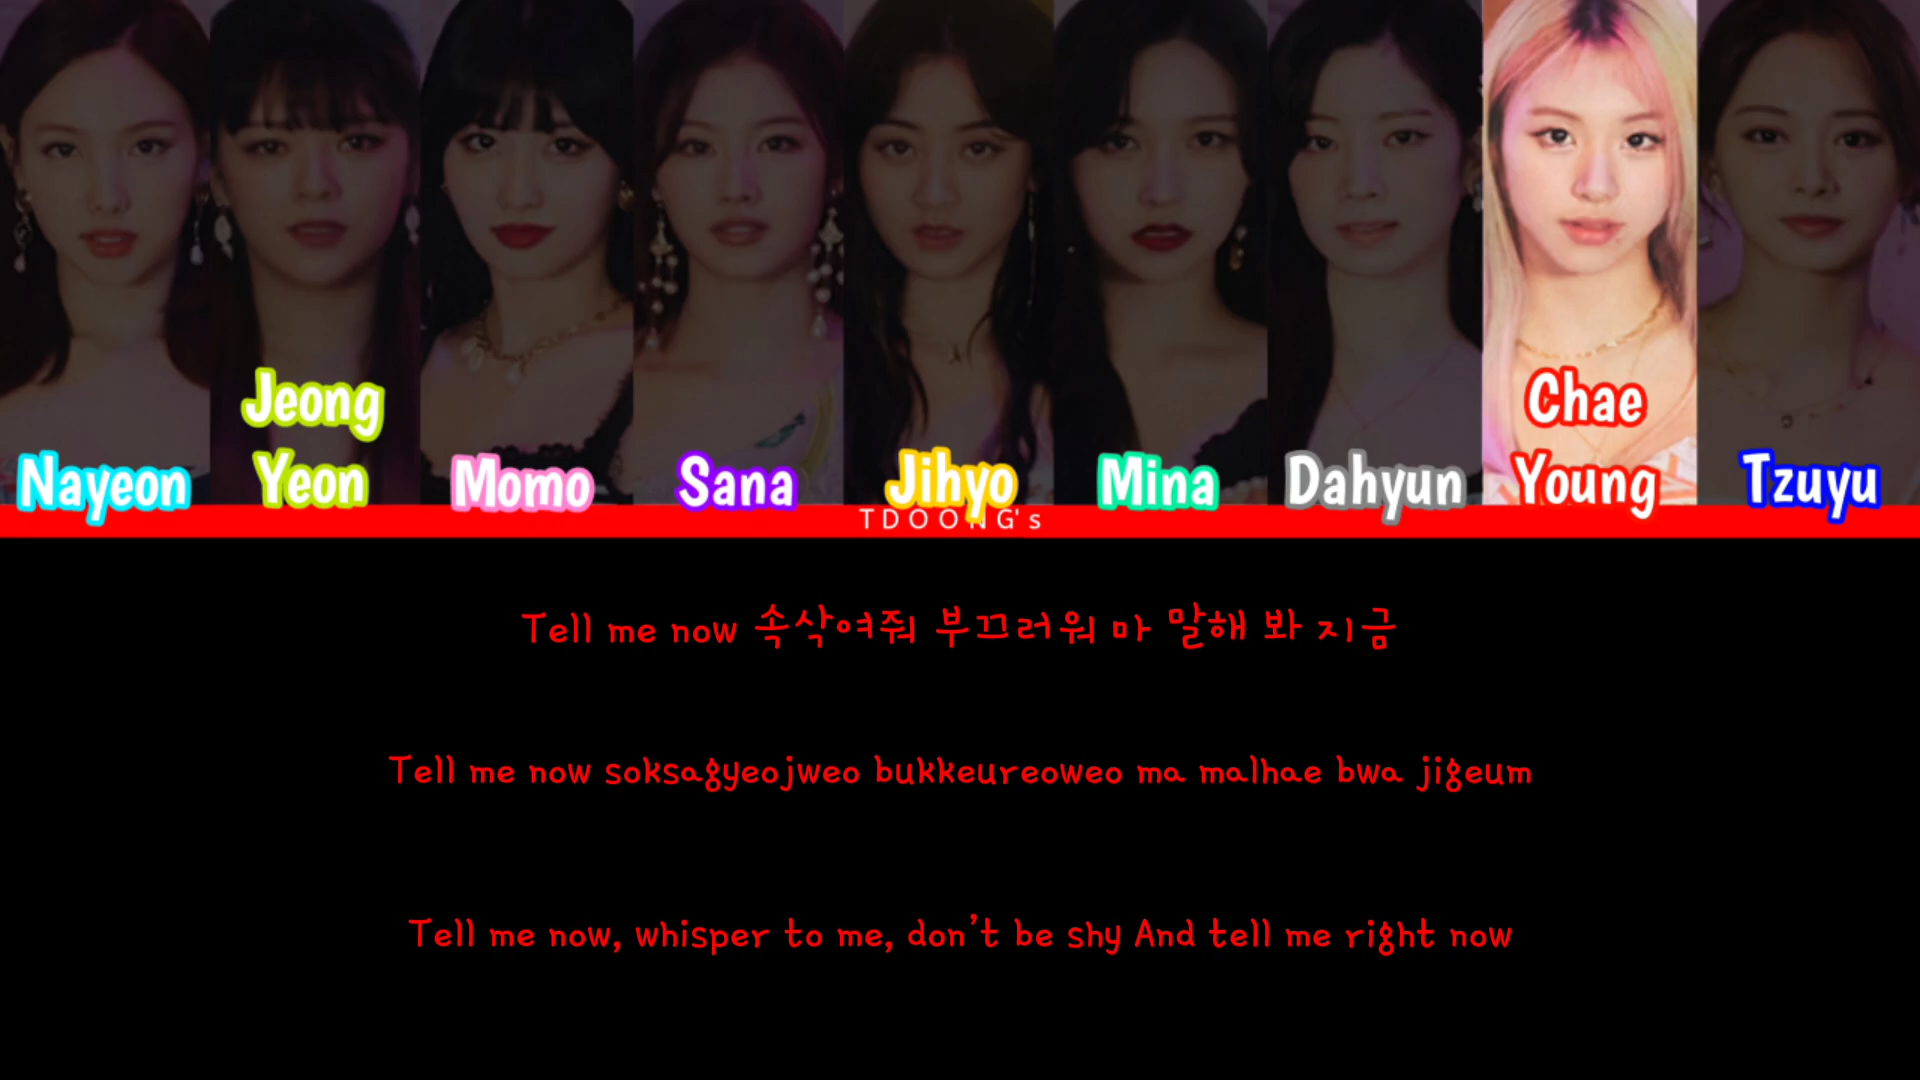 Nayeon
Jeong
Yeon
Momo
Sana
Jihyo
Mina
Dahyun
Chae
Young
Tzuyu
TDOONG's
Tell me now 속삭여줘 부끄러워 마 말해 봐 지금
Tell me now soksagyeojweo bukkeureoweo ma malhae bwa jigeum
Tell me now, whisper to me, don't be shy And tell me right now